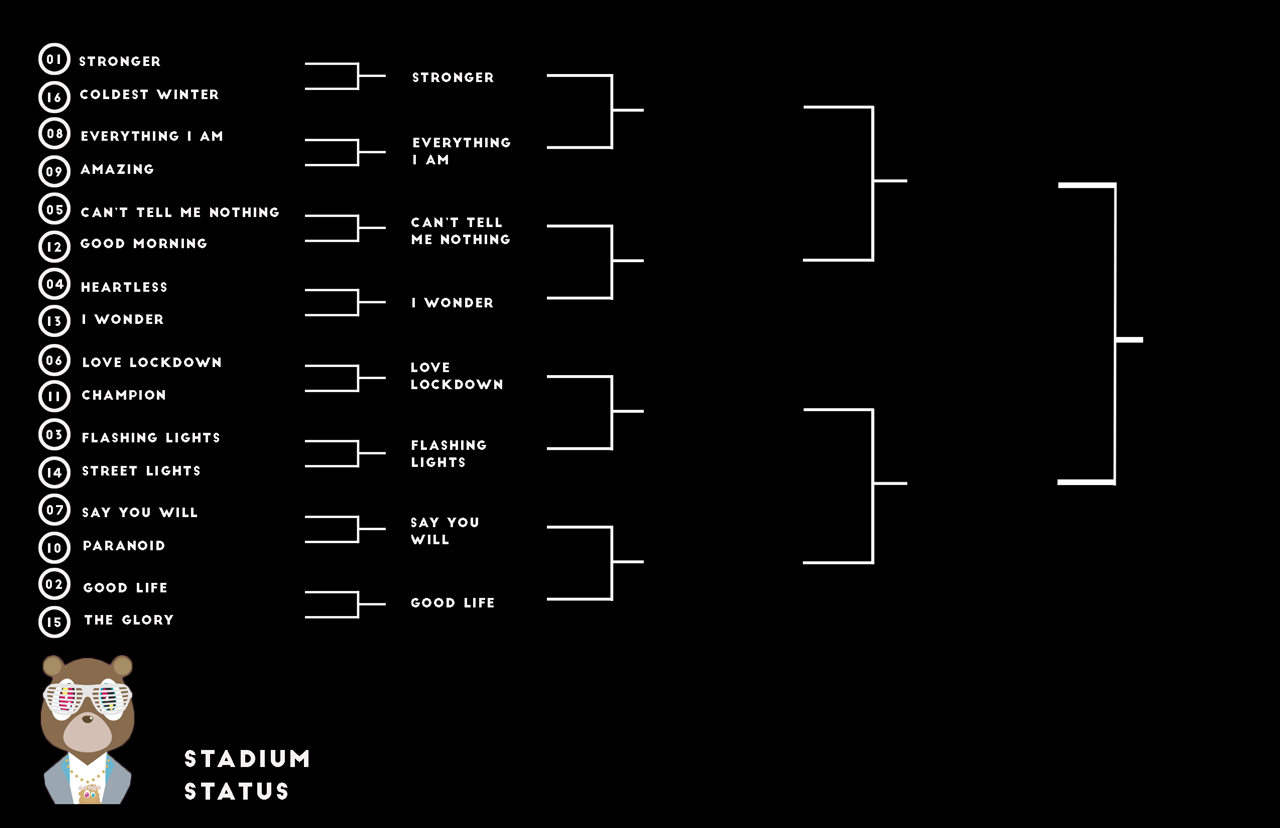 01 STRONGER
16 COLDEST WINTER
08 EVERYTHING I AM
09 AMAZING
05 CAN'T TELL ME NOTHING
12 GOOD MORNING
04 HEARTLESS
13 I WONDER
06 LOVE LOCKDOWN
11 CHAMPION
03 FLASHING LIGHTS
14 STREET LIGHTS
07 SAY YOU WILL
10 PARANOID
02 GOOD LIFE
15 THE GLORY
STRONGER
EVERYTHING
I AM
CAN'T TELL
ME NOTHING
I WONDER
LOVE
LOCKDOWN
FLASHING
LIGHTS
SAY YOU
WILL
GOOD LIFE
STADIUM
STATUS